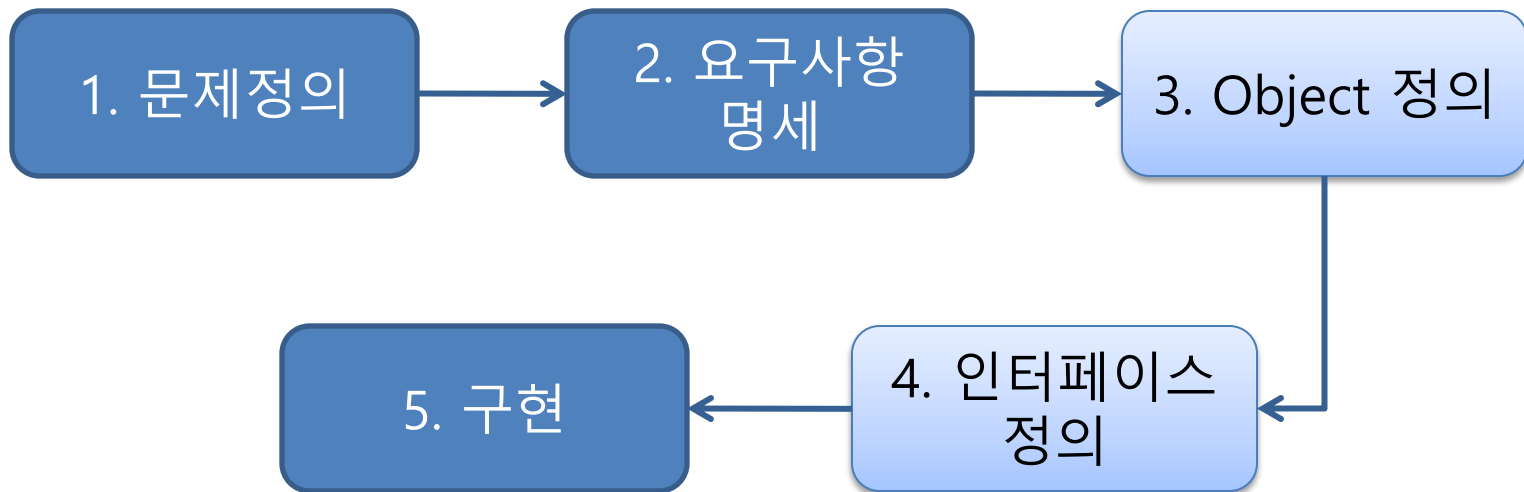 1. 문제정의
2. 요구사항
명세
3. Object 정의
4. 인터페이스
정의
5. 구현